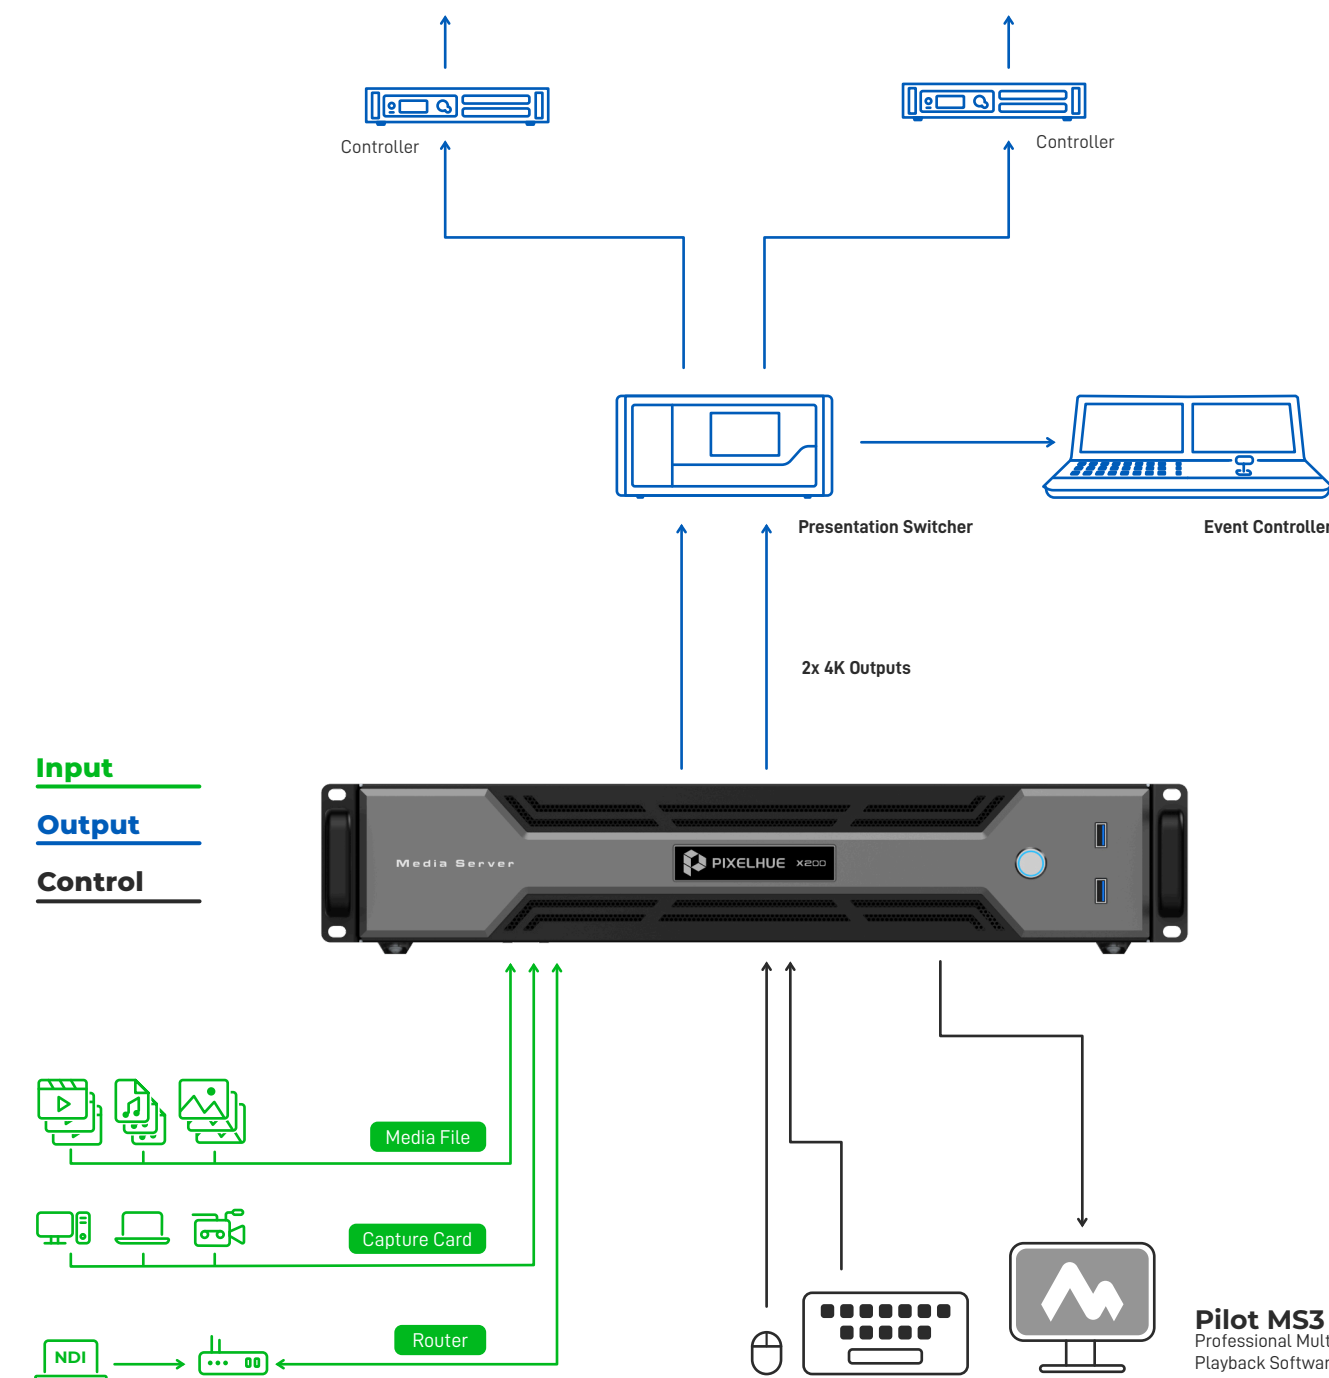 Controller
Controller
Presentation Switcher
Event Controller
2x 4K Outputs
Input
Output
Control
Media Server
PIXELHUE X200
Media File
Capture Card
Router
NDI
Pilot MS3
Professional Mult
Playback Softwar